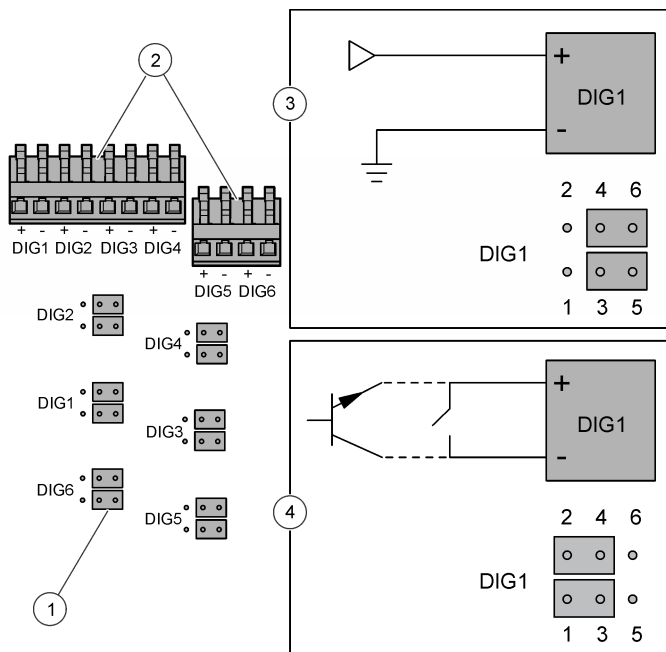 2
+ - + - + - + -
DIG1 DIG2 DIG3 DIG4
+ - + -
DIG5 DIG6
DIG2
DIG4
DIG1
DIG3
DIG6
DIG5
1
3
+
DIG1
-
2 4 6
DIG1
1 3 5
4
+
DIG1
-
2 4 6
DIG1
1 3 5